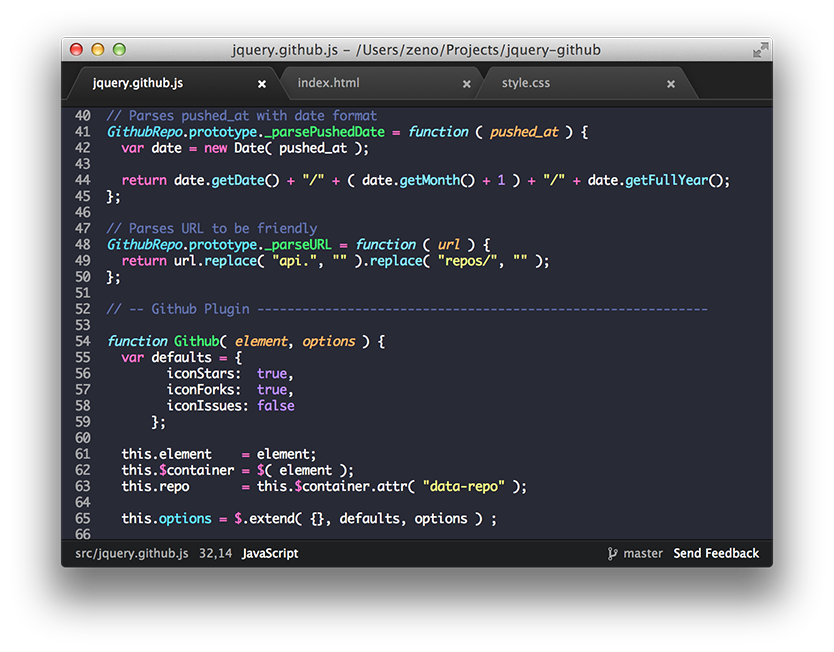 jquery.github.js – /Users/zeno/Projects/jquery-github
jquery.github.js × index.html × style.css ×
40 // Parses pushed_at with date format
41 GithubRepo.prototype._parsePushedDate = function ( pushed_at ) {
42   var date = new Date( pushed_at );
43
44   return date.getDate() + "/" + ( date.getMonth() + 1 ) + "/" + date.getFullYear();
45 };
46
47 // Parses URL to be friendly
48 GithubRepo.prototype._parseURL = function ( url ) {
49   return url.replace( "api.", "" ).replace( "repos/", "" );
50 };
51
52 // -- Github Plugin ------------------------------------------------------------
53
54 function Github( element, options ) {
55   var defaults = {
56         iconStars:  true,
57         iconForks:  true,
58         iconIssues: false
59       };
60
61   this.element    = element;
62   this.$container = $( element );
63   this.repo       = this.$container.attr( "data-repo" );
64
65   this.options = $.extend( {}, defaults, options ) ;
66
src/jquery.github.js 32,14 JavaScript master Send Feedback